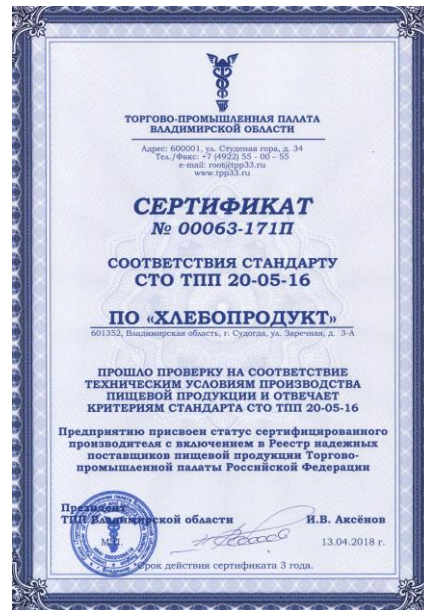 ТОРГОВО-ПРОМЫШЛЕННАЯ ПАЛАТА
ВЛАДИМИРСКОЙ ОБЛАСТИ
Адрес: 600001, ул. Студеная гора, д. 34
Тел./Факс: +7 (4922) 55 - 00 - 55
e-mail: root@tpp33.ru
www.tpp33.ru
СЕРТИФИКАТ
№ 00063-171П
СООТВЕТСТВИЯ СТАНДАРТУ
СТО ТПП 20-05-16
ПО «ХЛЕБОПРОДУКТ»
601352, Владимирская область, г. Судогда, ул. Заречная, д. 3-А
ПРОШЛО ПРОВЕРКУ НА СООТВЕТСТВИЕ
ТЕХНИЧЕСКИМ УСЛОВИЯМ ПРОИЗВОДСТВА
ПИЩЕВОЙ ПРОДУКЦИИ И ОТВЕЧАЕТ
КРИТЕРИЯМ СТАНДАРТА СТО ТПП 20-05-16
Предприятию присвоен статус сертифицированного
производителя с включением в Реестр надежных
поставщиков пищевой продукции Торгово-
промышленной палаты Российской Федерации
Президент
ТПП Владимирской области И.В. Аксёнов
М.П. 13.04.2018 г.
Срок действия сертификата 3 года.